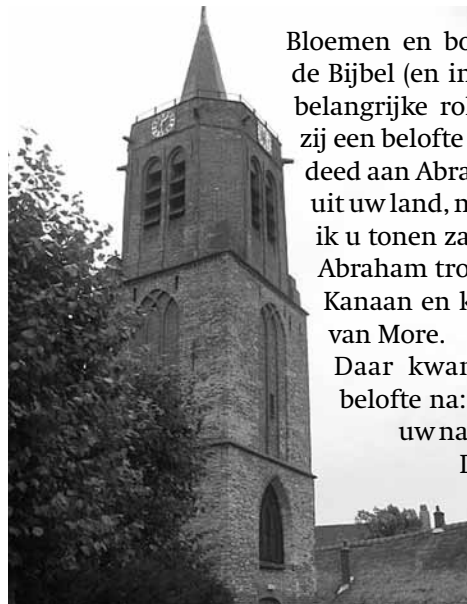 Bloemen en bo
de Bijbel (en in
belangrijke rol
zij een belofte
deed aan Abra
uit uw land, n
ik u tonen za
Abraham tro
Kanaan en k
van More.
Daar kwar
belofte na:
uw na